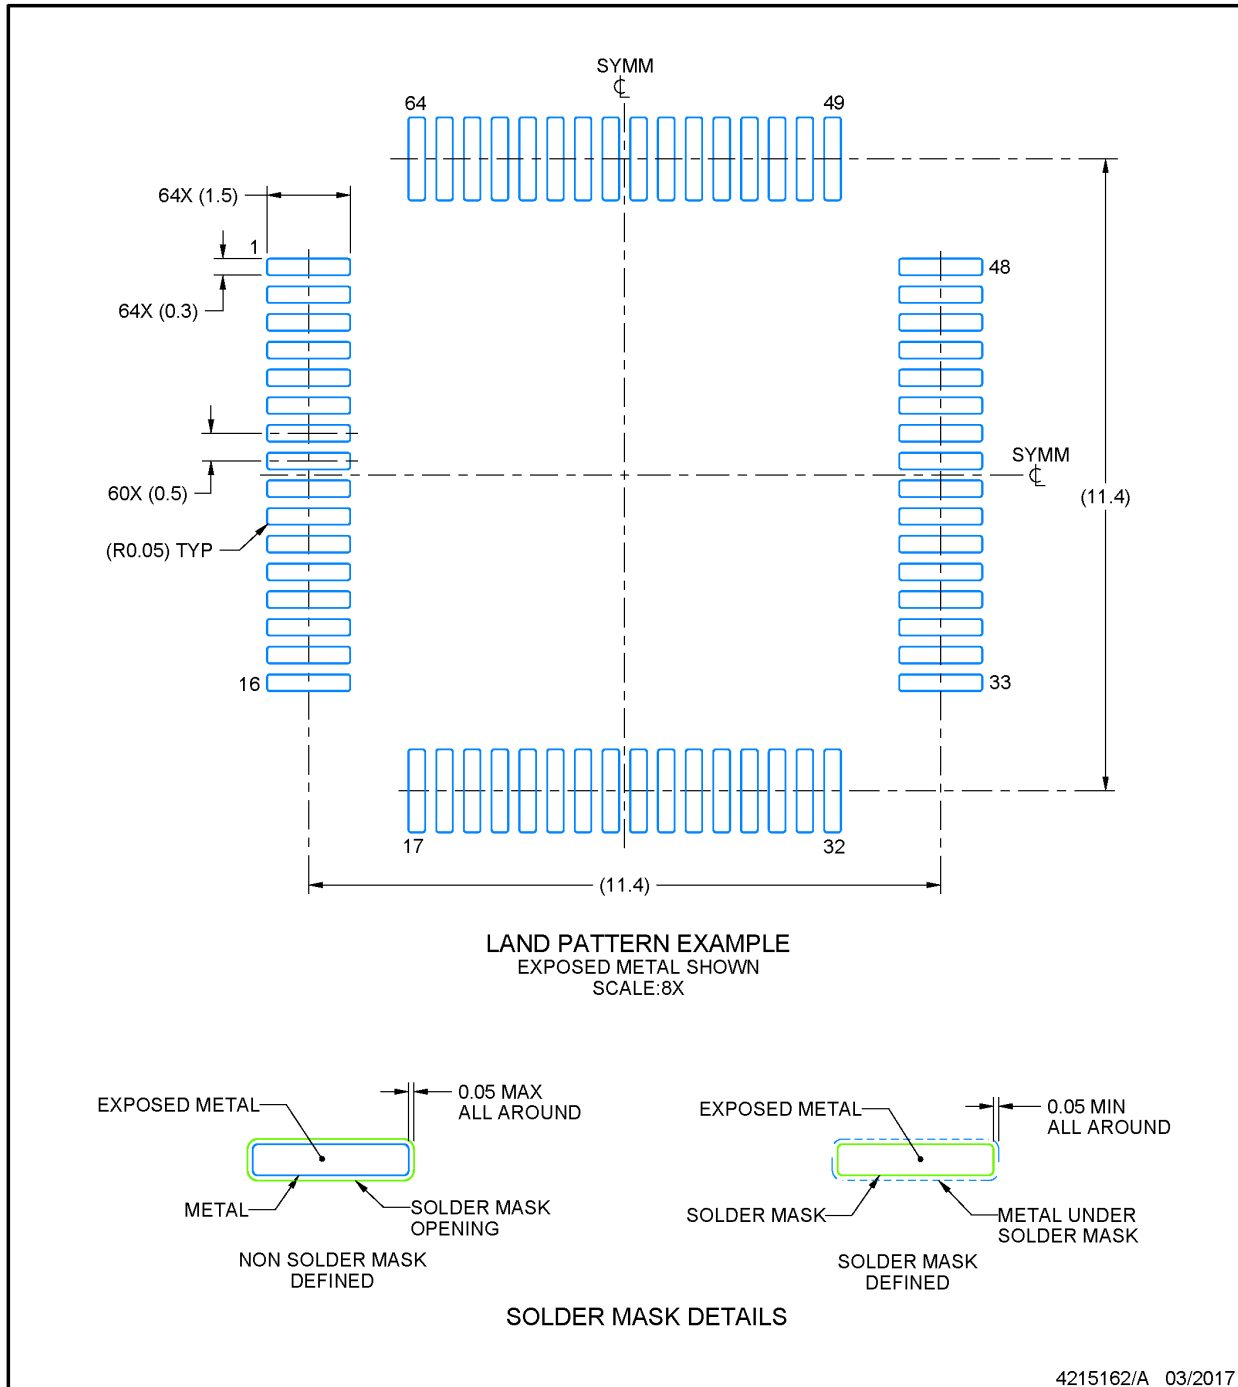 SYMM
℄
64
49
64X (1.5)
1
48
64X (0.3)
SYMM
℄
60X (0.5)
(11.4)
(R0.05) TYP
16
33
17
32
(11.4)
LAND PATTERN EXAMPLE
EXPOSED METAL SHOWN
SCALE:8X
EXPOSED METAL
0.05 MAX
ALL AROUND
METAL
SOLDER MASK
OPENING
NON SOLDER MASK
DEFINED
EXPOSED METAL
0.05 MIN
ALL AROUND
SOLDER MASK
METAL UNDER
SOLDER MASK
SOLDER MASK
DEFINED
SOLDER MASK DETAILS
4215162/A 03/2017